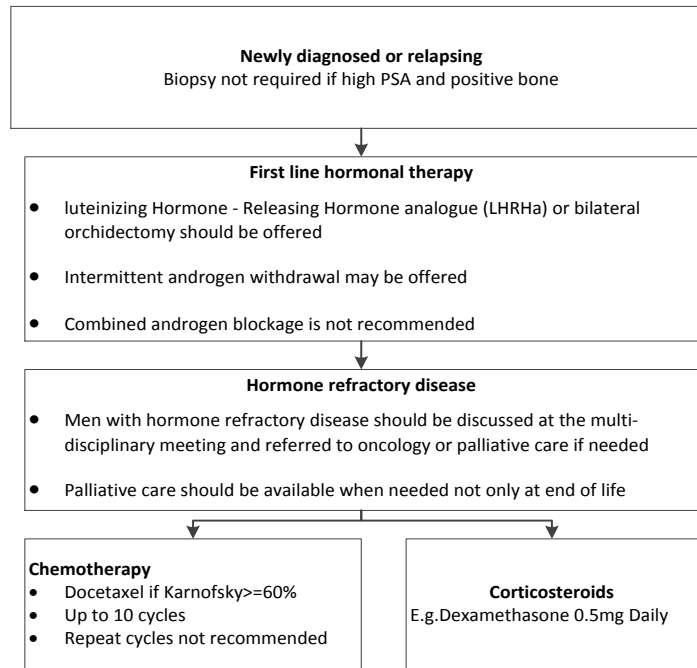 Newly diagnosed or relapsing
Biopsy not required if high PSA and positive bone
First line hormonal therapy
● luteinizing Hormone - Releasing Hormone analogue (LHRHa) or bilateral
orchidectomy should be offered
● Intermittent androgen withdrawal may be offered
● Combined androgen blockage is not recommended
Hormone refractory disease
● Men with hormone refractory disease should be discussed at the multi-
disciplinary meeting and referred to oncology or palliative care if needed
● Palliative care should be available when needed not only at end of life
Chemotherapy
● Docetaxel if Karnofsky>=60%
● Up to 10 cycles
● Repeat cycles not recommended
Corticosteroids
E.g.Dexamethasone 0.5mg Daily